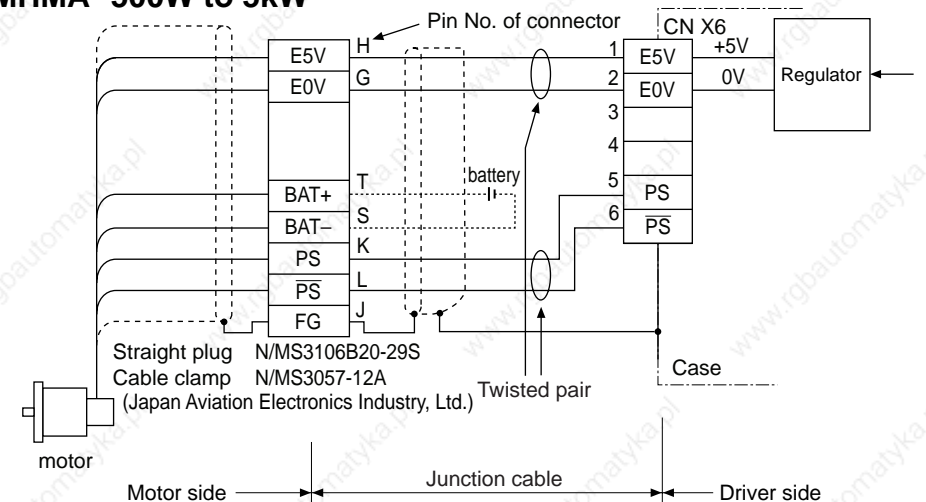 MHMA 500W to 5kW
Pin No. of connector
CN X6
E5V
H
1
E5V
+5V
E0V
G
2
E0V
0V
Regulator
3
4
BAT+
T
battery
5
PS
BAT–
S
6
PS
PS
K
PS
L
FG
J
Straight plug N/MS3106B20-29S
Cable clamp N/MS3057-12A
(Japan Aviation Electronics Industry, Ltd.)
Twisted pair
Case
motor
Motor side
Junction cable
Driver side
www.rgbautomatyka.pl